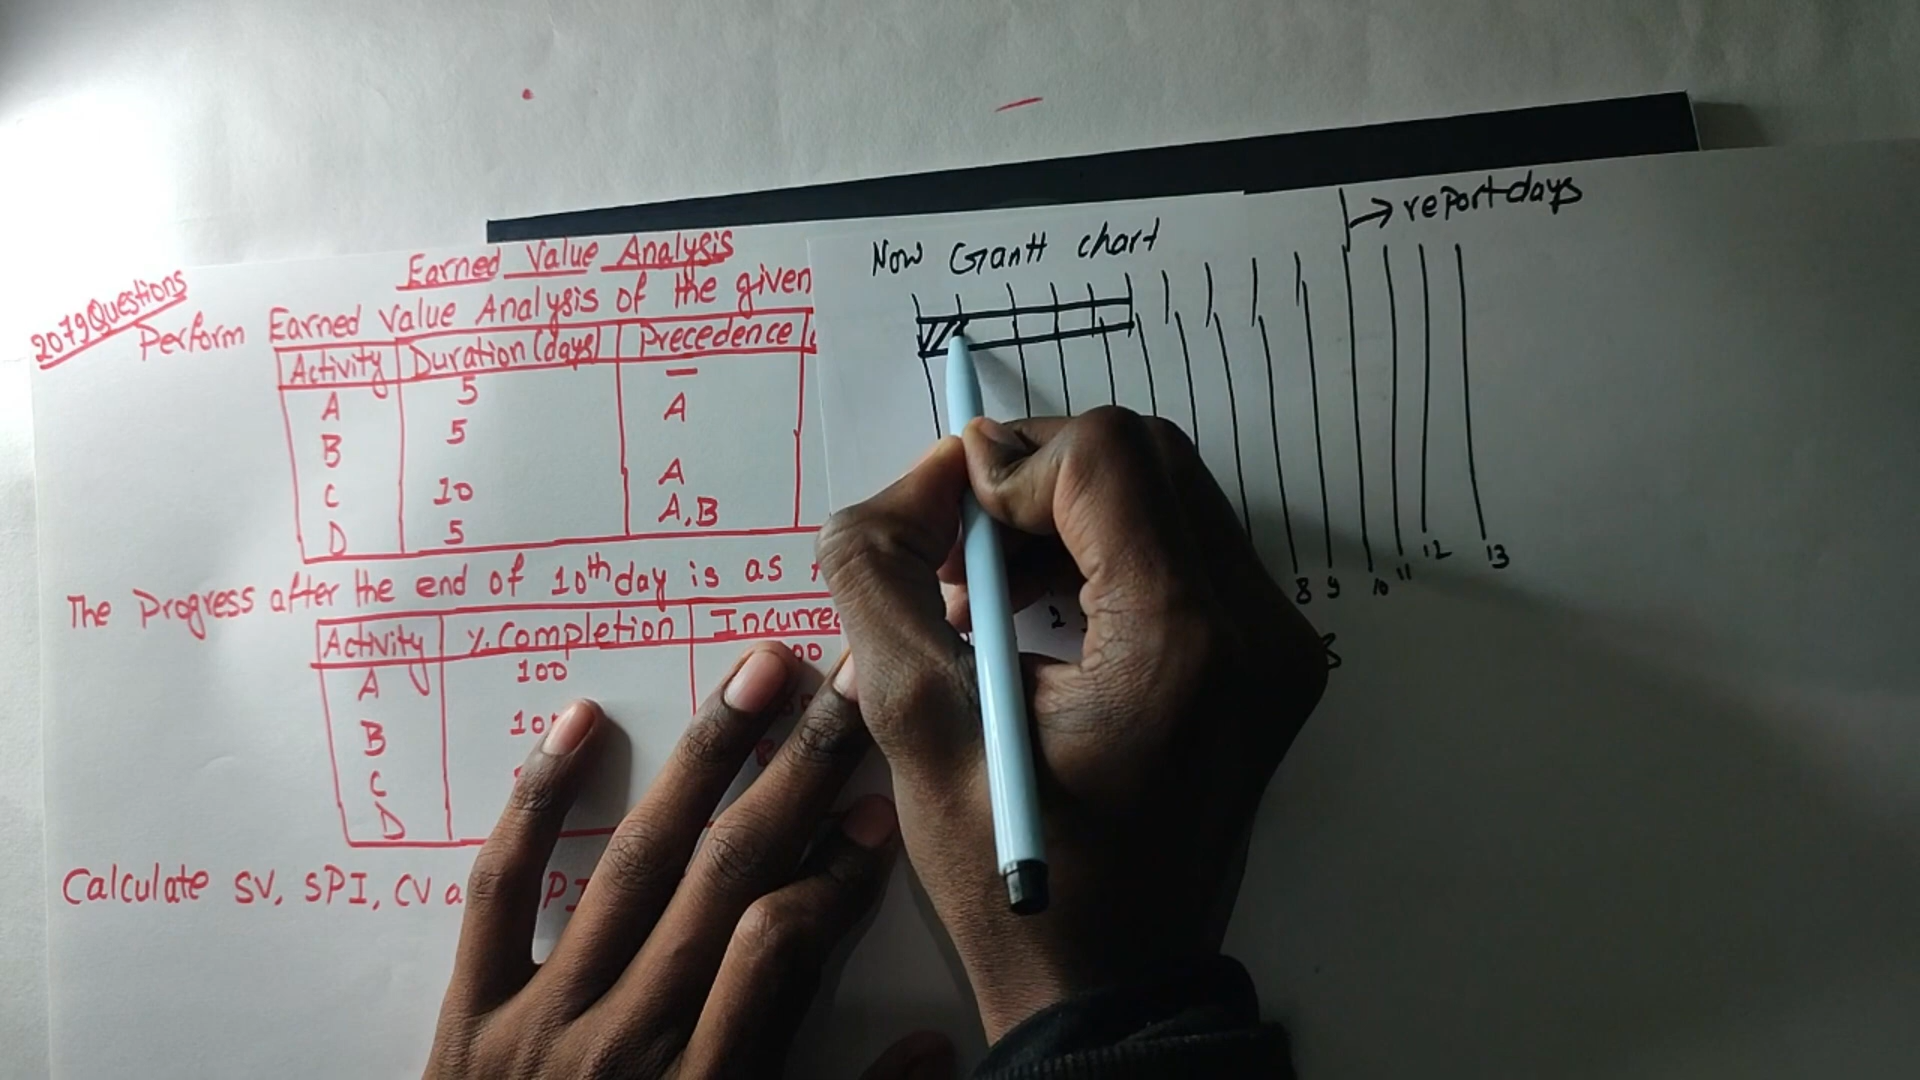 Earned Value Analysis
2079 Questions
Perform Earned Value Analysis of the given
Activity Duration (days) Precedence
A 5 —
B 5 A
C 10 A
D 5 A,B
The Progress after the end of 10th day is as
Activity %.Completion
A 100
B
C
D
Calculate SV, SPI, CV
Now Gantt chart
→ report days
2
8 9 10 11 12 13